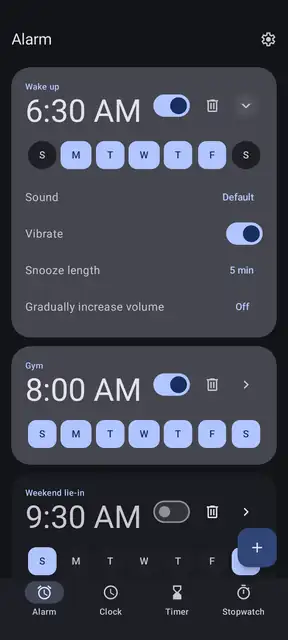 Alarm
Wake up
6:30 AM
S M T W T F S
Sound Default
Vibrate
Snooze length 5 min
Gradually increase volume Off
Gym
8:00 AM
S M T W T F S
Weekend lie-in
9:30 AM
S M T W T F
Alarm Clock Timer Stopwatch